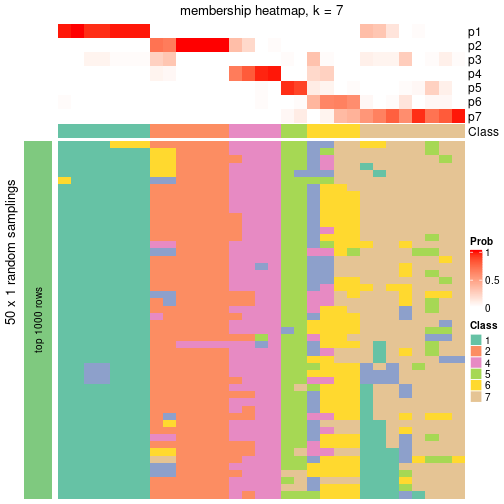 membership heatmap, k = 7
p1
p2
p3
p4
p5
p6
p7
Class
50 x 1 random samplings
top 1000 rows
Prob
1
0.5
0
Class
1
2
4
5
6
7